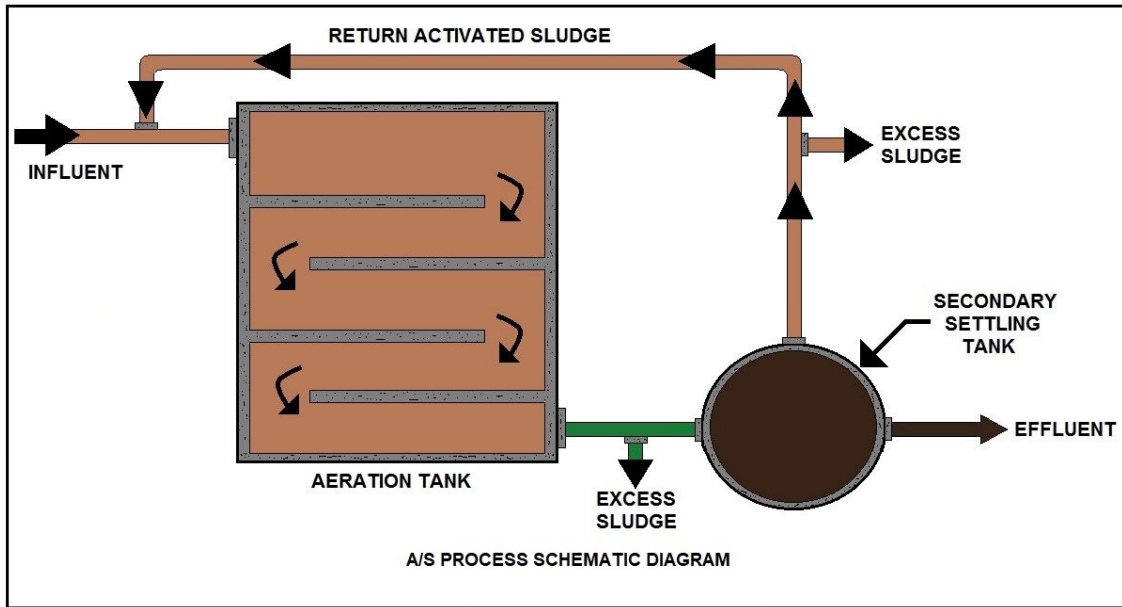 RETURN ACTIVATED SLUDGE
INFLUENT
EXCESS
SLUDGE
SECONDARY
SETTLING
TANK
EFFLUENT
AERATION TANK
EXCESS
SLUDGE
A/S PROCESS SCHEMATIC DIAGRAM